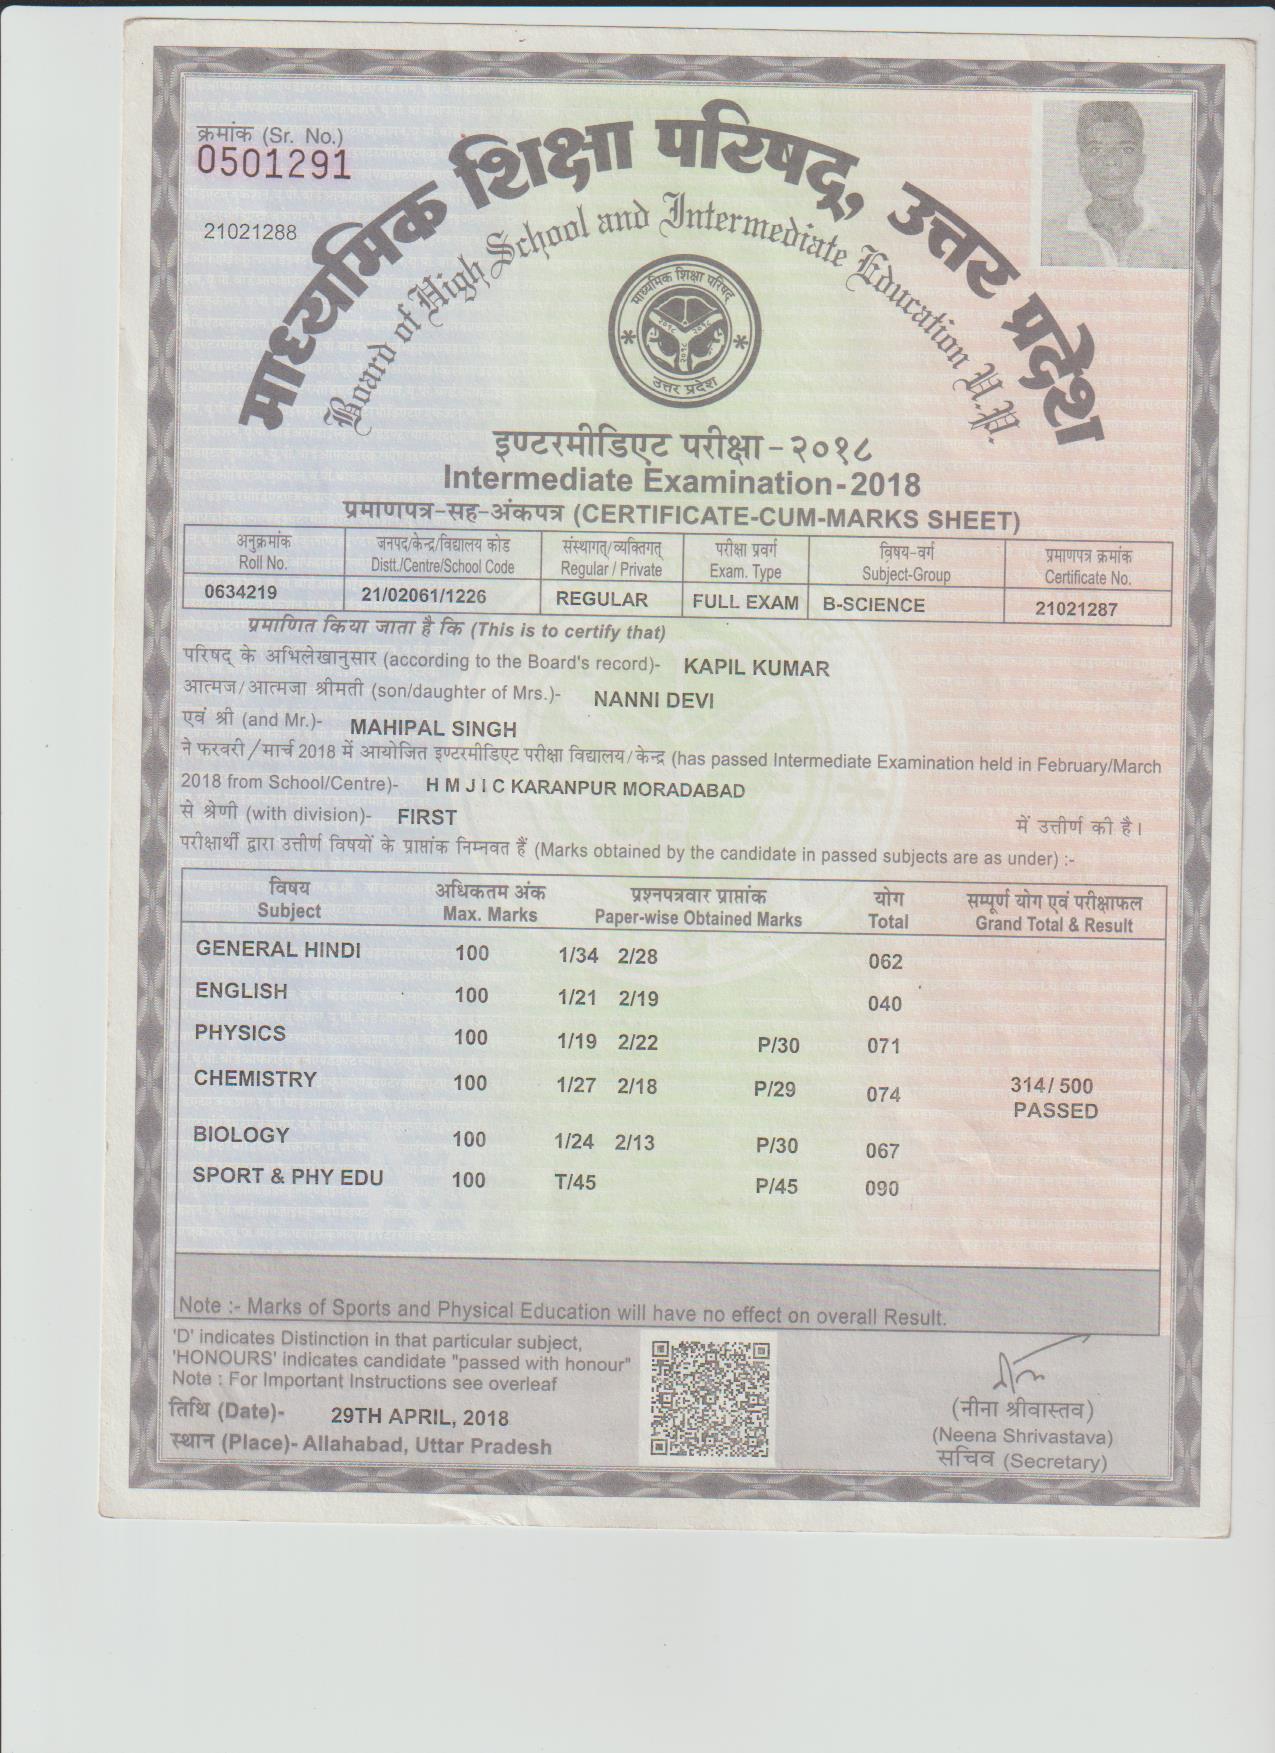 क्रमांक (Sr. No.)
0501291
21021288
माध्यमिक शिक्षा परिषद्, उत्तर प्रदेश
Board of High School and Intermediate Education U.P.
माध्यमिक शिक्षा परिषद्
२०१८ २०१८
२०१८
उत्तर प्रदेश
इण्टरमीडिएट परीक्षा-२०१८
Intermediate Examination-2018
प्रमाणपत्र-सह-अंकपत्र (CERTIFICATE-CUM-MARKS SHEET)
अनुक्रमांक जनपद/केन्द्र/विद्यालय कोड संस्थागत्/व्यक्तिगत् परीक्षा प्रवर्ग विषय-वर्ग प्रमाणपत्र क्रमांक
Roll No. Distt./Centre/School Code Regular / Private Exam. Type Subject-Group Certificate No.
0634219 21/02061/1226 REGULAR FULL EXAM B-SCIENCE 21021287
प्रमाणित किया जाता है कि (This is to certify that)
परिषद् के अभिलेखानुसार (according to the Board's record)- KAPIL KUMAR
आत्मज/आत्मजा श्रीमती (son/daughter of Mrs.)- NANNI DEVI
एवं श्री (and Mr.)- MAHIPAL SINGH
ने फरवरी/मार्च 2018 में आयोजित इण्टरमीडिएट परीक्षा विद्यालय/केन्द्र (has passed Intermediate Examination held in February/March
2018 from School/Centre)- H M J I C KARANPUR MORADABAD
से श्रेणी (with division)- FIRST में उत्तीर्ण की है।
परीक्षार्थी द्वारा उत्तीर्ण विषयों के प्राप्तांक निम्नवत हैं (Marks obtained by the candidate in passed subjects are as under) :-
विषय अधिकतम अंक प्रश्नपत्रवार प्राप्तांक योग सम्पूर्ण योग एवं परीक्षाफल
Subject Max. Marks Paper-wise Obtained Marks Total Grand Total & Result
GENERAL HINDI 100 1/34 2/28 062
ENGLISH 100 1/21 2/19 040
PHYSICS 100 1/19 2/22 P/30 071
CHEMISTRY 100 1/27 2/18 P/29 074 314/ 500
PASSED
BIOLOGY 100 1/24 2/13 P/30 067
SPORT & PHY EDU 100 T/45 P/45 090
Note :- Marks of Sports and Physical Education will have no effect on overall Result.
'D' indicates Distinction in that particular subject,
'HONOURS' indicates candidate "passed with honour"
Note : For Important Instructions see overleaf
तिथि (Date)- 29TH APRIL, 2018
स्थान (Place)- Allahabad, Uttar Pradesh
(नीना श्रीवास्तव)
(Neena Shrivastava)
सचिव (Secretary)